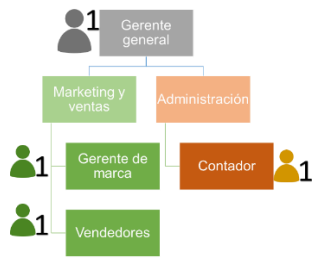 1
Gerente
general
Marketing y
ventas
Administración
1
Gerente de
marca
Contador
1
1
Vendedores